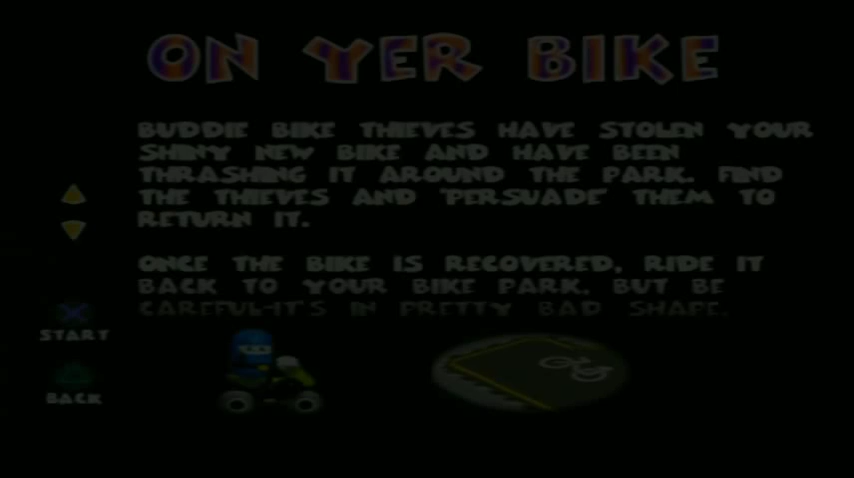 ON YER BIKE
BUDDIE BIKE THIEVES HAVE STOLEN YOUR
SHINY NEW BIKE AND HAVE BEEN
THRASHING IT AROUND THE PARK. FIND
THE THIEVES AND 'PERSUADE' THEM TO
RETURN IT.
ONCE THE BIKE IS RECOVERED, RIDE IT
BACK TO YOUR BIKE PARK. BUT BE
CAREFUL-IT'S IN PRETTY BAD SHAPE.
START
BACK